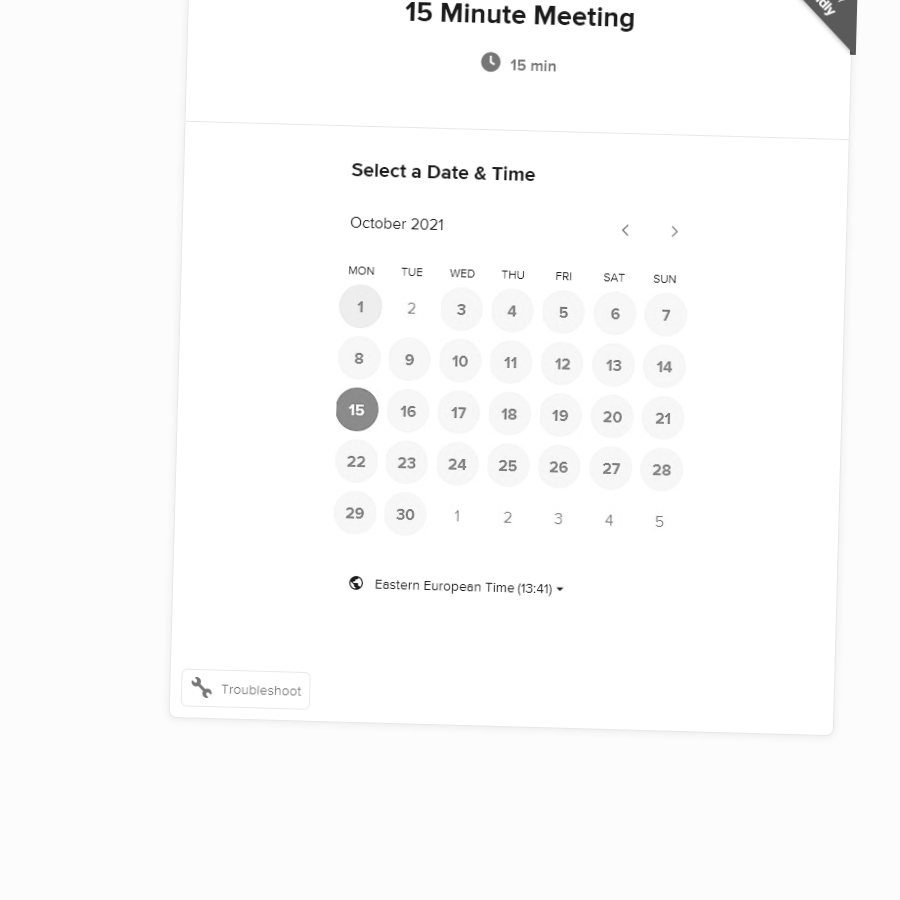 15 Minute Meeting
15 min
Select a Date & Time
October 2021
MON TUE WED THU FRI SAT SUN
1 2 3 4 5 6 7
8 9 10 11 12 13 14
15 16 17 18 19 20 21
22 23 24 25 26 27 28
29 30 1 2 3 4 5
Eastern European Time (13:41)
Troubleshoot